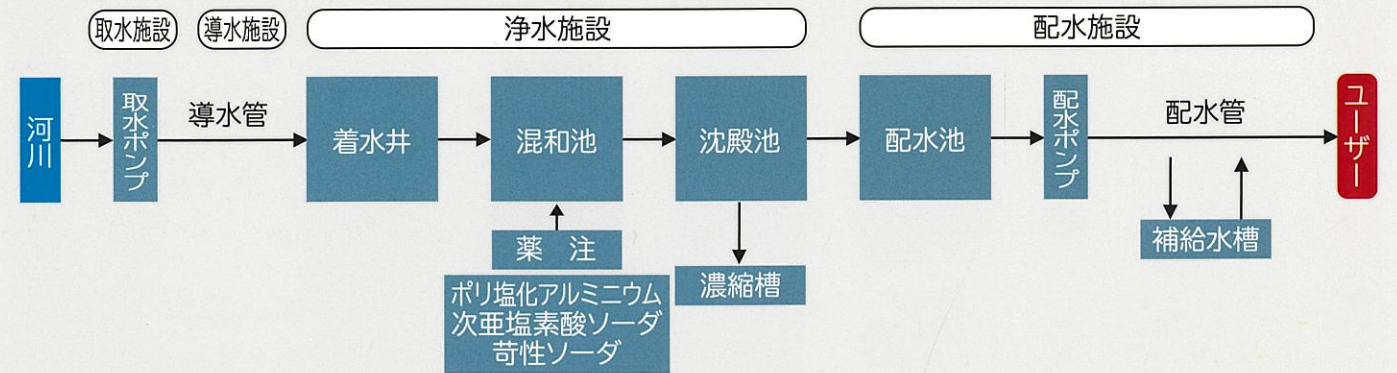 取水施設
導水施設
浄水施設
配水施設
河川
取水ポンプ
導水管
着水井
混和池
沈殿池
配水池
配水ポンプ
配水管
ユーザー
薬 注
ポリ塩化アルミニウム
次亜塩素酸ソーダ
苛性ソーダ
濃縮槽
補給水槽